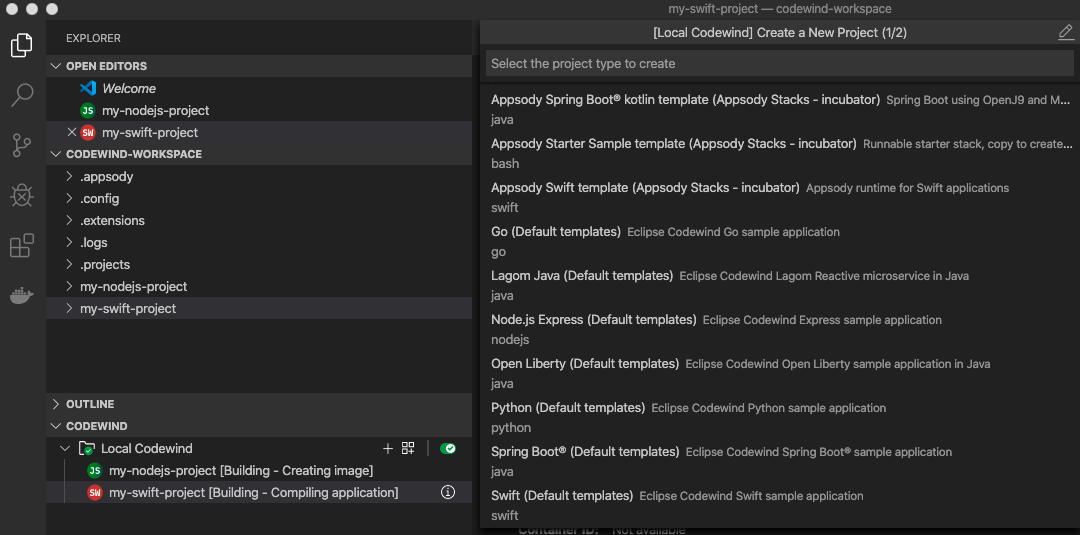 my-swift-project — codewind-workspace
EXPLORER
OPEN EDITORS
Welcome
JS my-nodejs-project
SW my-swift-project
CODEWIND-WORKSPACE
.appsody
.config
.extensions
.logs
.projects
my-nodejs-project
my-swift-project
OUTLINE
CODEWIND
Local Codewind
JS my-nodejs-project [Building - Creating image]
SW my-swift-project [Building - Compiling application]
[Local Codewind] Create a New Project (1/2)
Select the project type to create
Appsody Spring Boot® kotlin template (Appsody Stacks - incubator) Spring Boot using OpenJ9 and M...
java
Appsody Starter Sample template (Appsody Stacks - incubator) Runnable starter stack, copy to create...
bash
Appsody Swift template (Appsody Stacks - incubator) Appsody runtime for Swift applications
swift
Go (Default templates) Eclipse Codewind Go sample application
go
Lagom Java (Default templates) Eclipse Codewind Lagom Reactive microservice in Java
java
Node.js Express (Default templates) Eclipse Codewind Express sample application
nodejs
Open Liberty (Default templates) Eclipse Codewind Open Liberty sample application in Java
java
Python (Default templates) Eclipse Codewind Python sample application
python
Spring Boot® (Default templates) Eclipse Codewind Spring Boot® sample application
java
Swift (Default templates) Eclipse Codewind Swift sample application
swift
Container ID: Not available